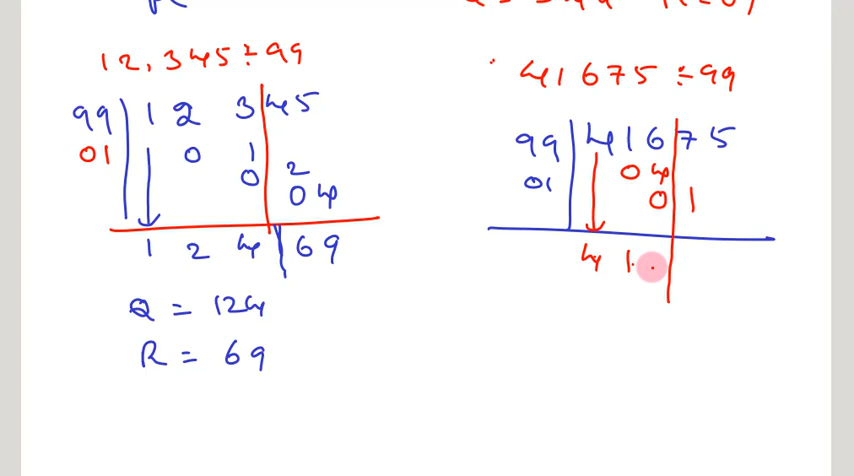 12,345 ÷ 99
99 | 1 2 3 | 4 5
01 0 1
0 2
0 4
1 2 4 | 6 9
Q = 124
R = 69
41675 ÷ 99
99 | 4 1 6 | 7 5
01 0 4
0 1
4 1